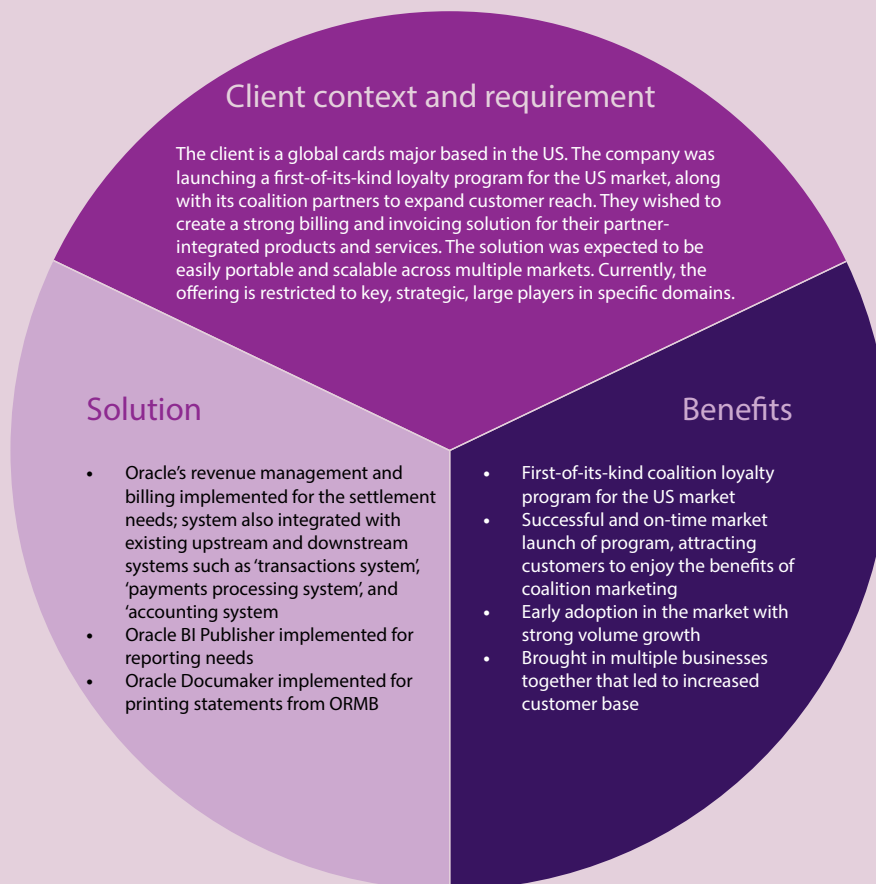 Client context and requirement
The client is a global cards major based in the US. The company was
launching a first-of-its-kind loyalty program for the US market, along
with its coalition partners to expand customer reach. They wished to
create a strong billing and invoicing solution for their partner-
integrated products and services. The solution was expected to be
easily portable and scalable across multiple markets. Currently, the
offering is restricted to key, strategic, large players in specific domains.
Solution
• Oracle’s revenue management and
billing implemented for the settlement
needs; system also integrated with
existing upstream and downstream
systems such as ‘transactions system’,
‘payments processing system’, and
‘accounting system
• Oracle BI Publisher implemented for
reporting needs
• Oracle Documaker implemented for
printing statements from ORMB
Benefits
• First-of-its-kind coalition loyalty
program for the US market
• Successful and on-time market
launch of program, attracting
customers to enjoy the benefits of
coalition marketing
• Early adoption in the market with
strong volume growth
• Brought in multiple businesses
together that led to increased
customer base